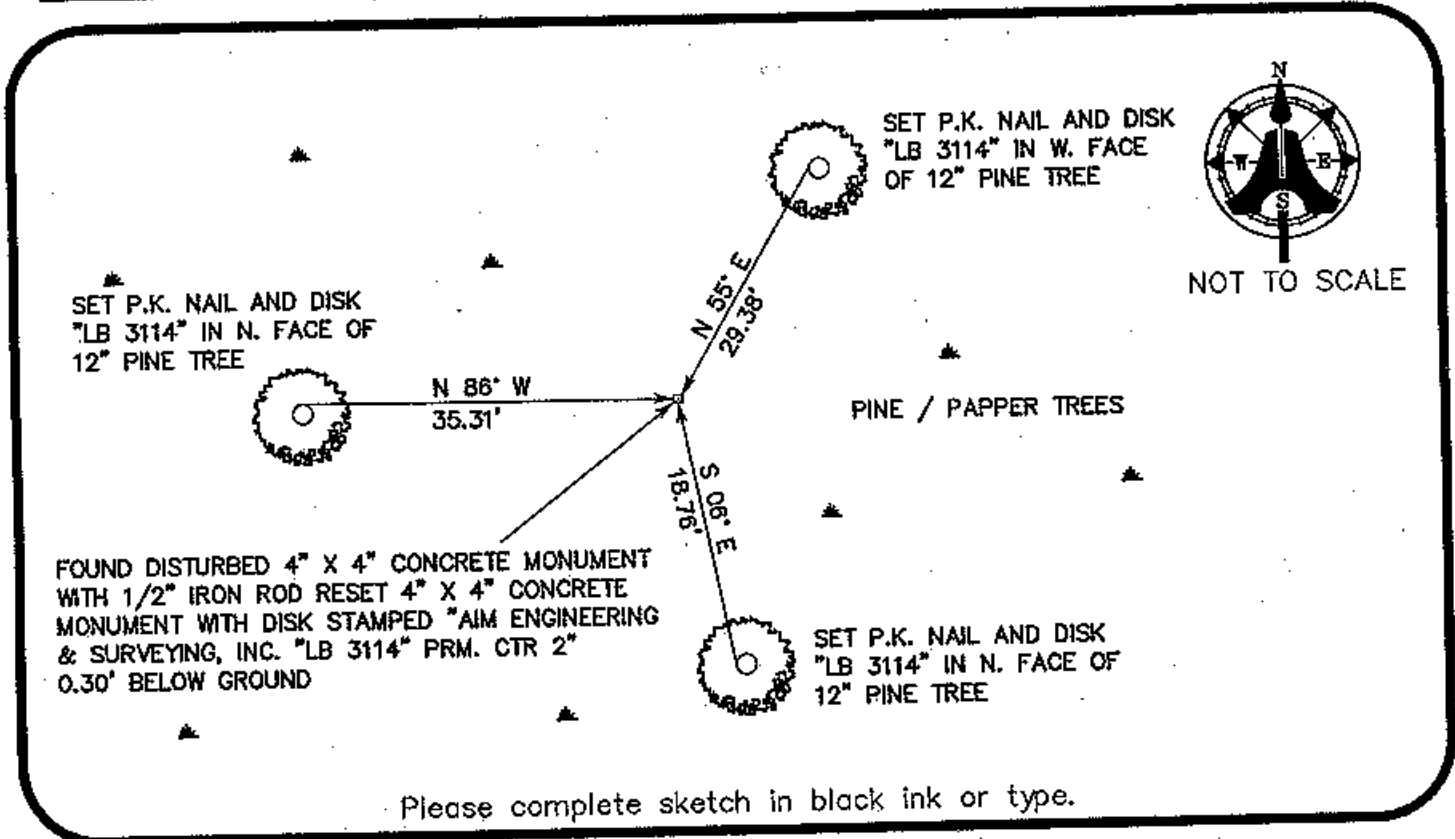 N
W E
S
NOT TO SCALE
SET P.K. NAIL AND DISK
"LB 3114" IN W. FACE
OF 12" PINE TREE
SET P.K. NAIL AND DISK
"LB 3114" IN N. FACE OF
12" PINE TREE
N 55° E
29.38'
N 86° W
35.31'
PINE / PAPPER TREES
S 06° E
18.76'
FOUND DISTURBED 4" X 4" CONCRETE MONUMENT
WITH 1/2" IRON ROD RESET 4" X 4" CONCRETE
MONUMENT WITH DISK STAMPED "AIM ENGINEERING
& SURVEYING, INC. "LB 3114" PRM. CTR 2"
0.30' BELOW GROUND
SET P.K. NAIL AND DISK
"LB 3114" IN N. FACE OF
12" PINE TREE
Please complete sketch in black ink or type.